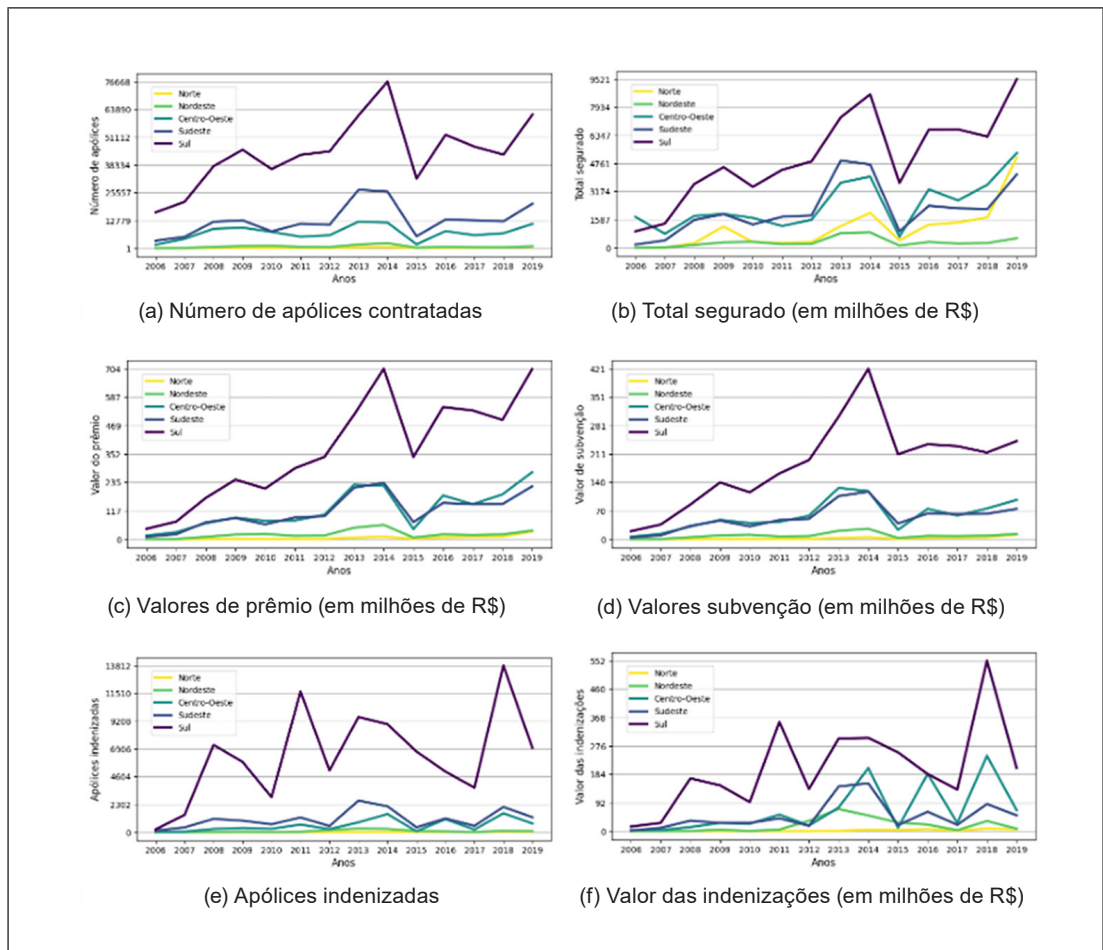 76668
63890
51112
38334
25557
12779
1
Número de apólices
Norte
Nordeste
Centro-Oeste
Sudeste
Sul
2006 2007 2008 2009 2010 2011 2012 2013 2014 2015 2016 2017 2018 2019
Anos
(a) Número de apólices contratadas
9521
7934
6347
4761
3174
1587
0
Total segurado
Norte
Nordeste
Centro-Oeste
Sudeste
Sul
2006 2007 2008 2009 2010 2011 2012 2013 2014 2015 2016 2017 2018 2019
Anos
(b) Total segurado (em milhões de R$)
704
587
469
352
235
117
0
Valor do prêmio
Norte
Nordeste
Centro-Oeste
Sudeste
Sul
2006 2007 2008 2009 2010 2011 2012 2013 2014 2015 2016 2017 2018 2019
Anos
(c) Valores de prêmio (em milhões de R$)
421
351
281
211
140
70
0
Valor de subvenção
Norte
Nordeste
Centro-Oeste
Sudeste
Sul
2006 2007 2008 2009 2010 2011 2012 2013 2014 2015 2016 2017 2018 2019
Anos
(d) Valores subvenção (em milhões de R$)
13812
11510
9208
6906
4604
2302
0
Apólices indenizadas
Norte
Nordeste
Centro-Oeste
Sudeste
Sul
2006 2007 2008 2009 2010 2011 2012 2013 2014 2015 2016 2017 2018 2019
Anos
(e) Apólices indenizadas
552
460
368
276
184
92
0
Valor das indenizações
Norte
Nordeste
Centro-Oeste
Sudeste
Sul
2006 2007 2008 2009 2010 2011 2012 2013 2014 2015 2016 2017 2018 2019
Anos
(f) Valor das indenizações (em milhões de R$)